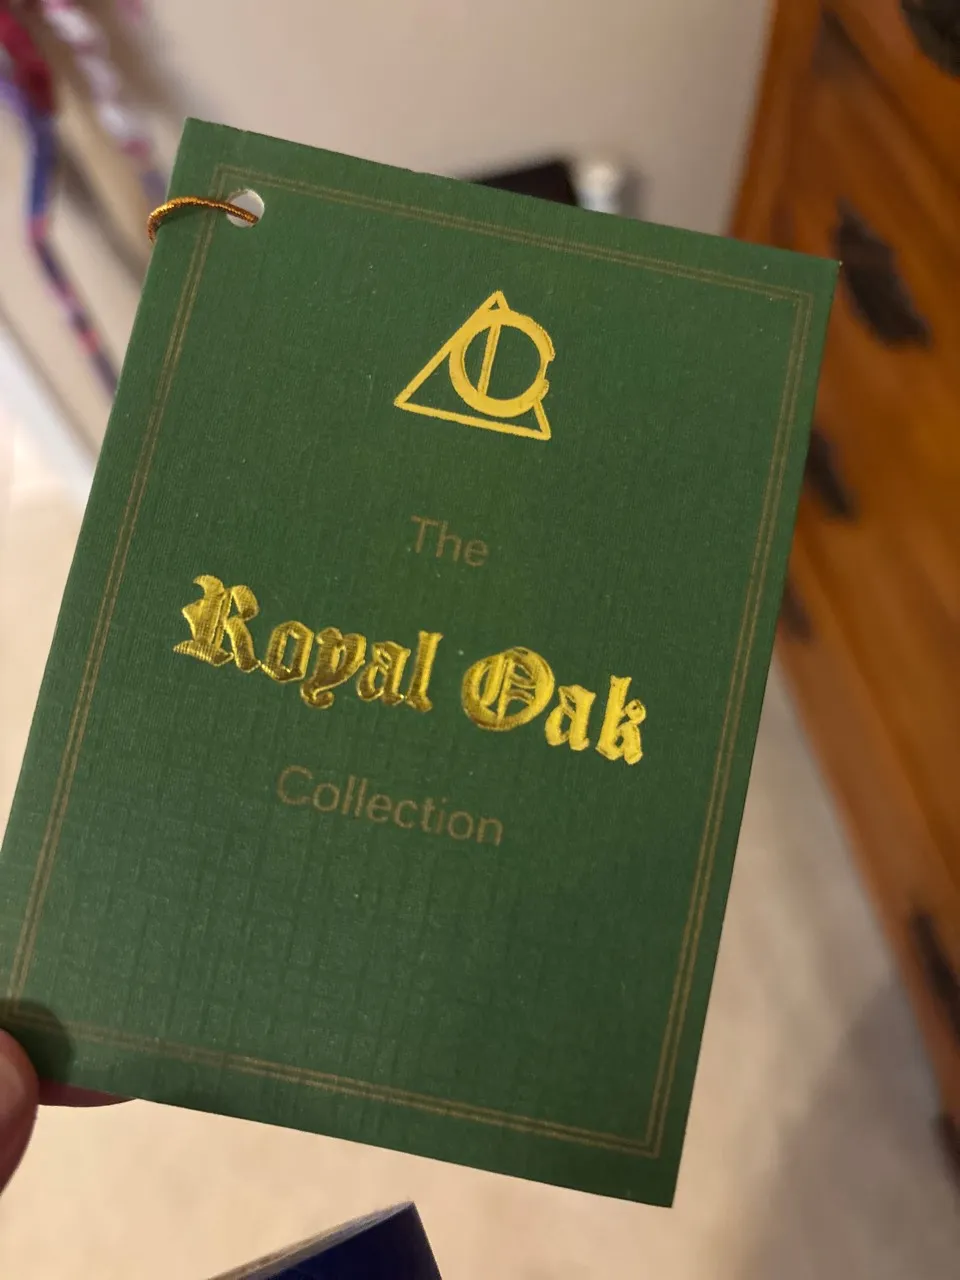 The
Royal Oak
Collection